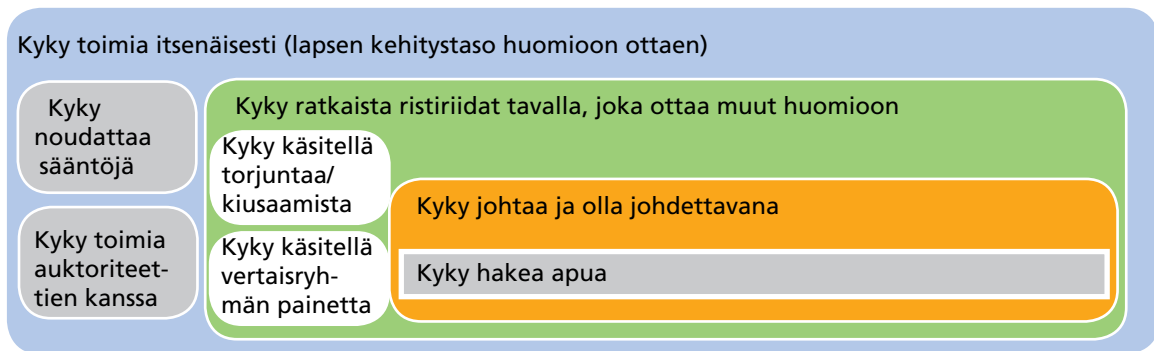 Kyky toimia itsenäisesti (lapsen kehitystaso huomioon ottaen)
Kyky
noudattaa
sääntöjä
Kyky toimia
auktoriteet-
tien kanssa
Kyky ratkaista ristiriidat tavalla, joka ottaa muut huomioon
Kyky käsitellä
torjuntaa/
kiusaamista
Kyky käsitellä
vertaisryh-
män painetta
Kyky johtaa ja olla johdettavana
Kyky hakea apua